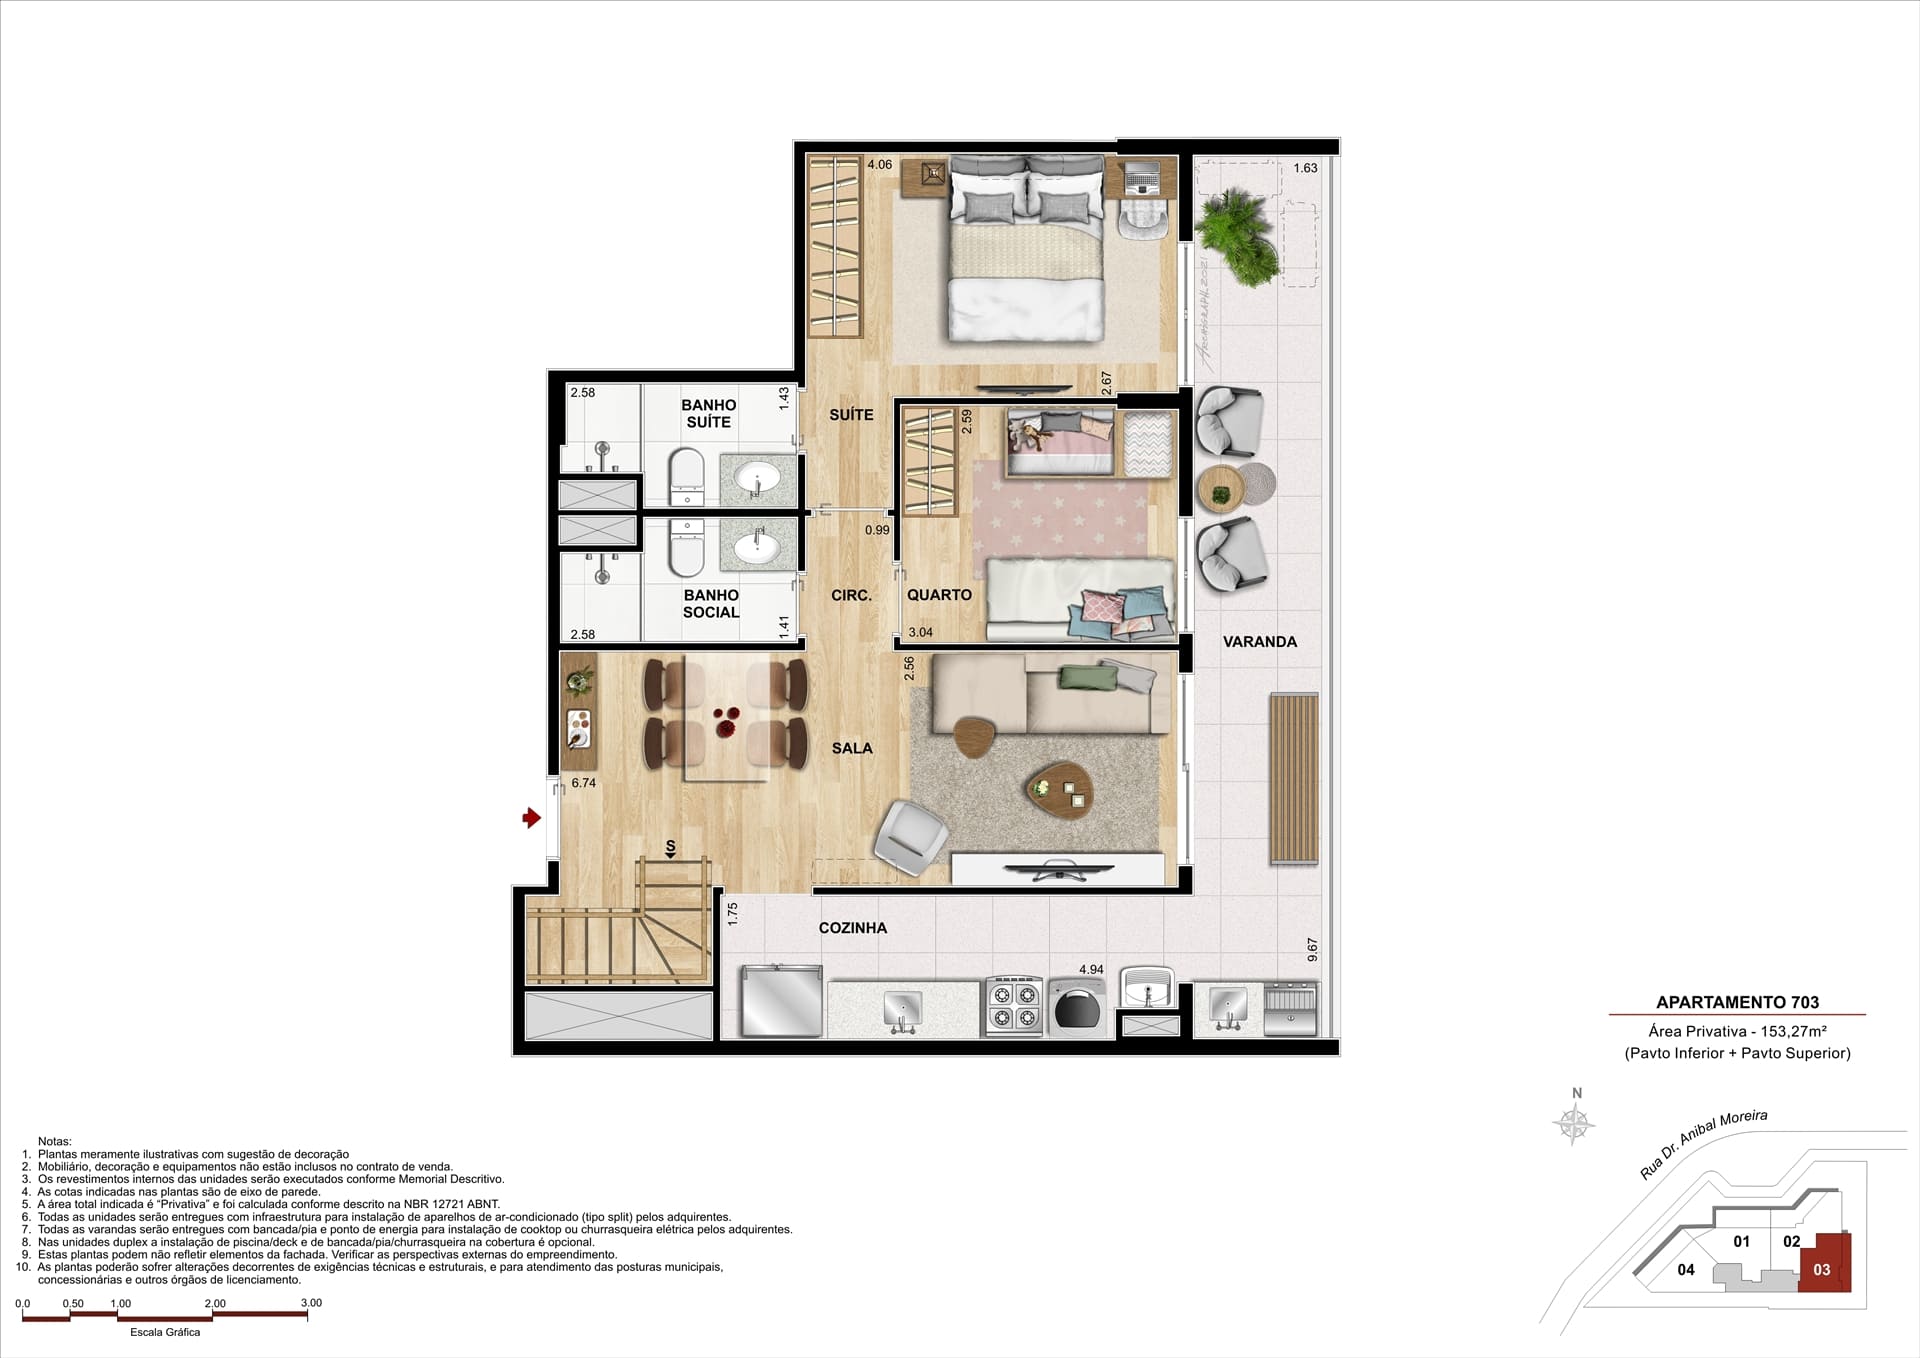 4.06
1.63
ARCHIGRAPH.2021
2.67
2.58
BANHO
SUÍTE
1.43
SUÍTE
2.59
0.99
BANHO
SOCIAL
2.58
1.41
CIRC.
QUARTO
3.04
VARANDA
2.56
SALA
6.74
S
1.75
COZINHA
4.94
9.67
APARTAMENTO 703
Área Privativa - 153,27m²
(Pavto Inferior + Pavto Superior)
N
Rua Dr. Anibal Moreira
01
02
03
04
Notas:
1. Plantas meramente ilustrativas com sugestão de decoração
2. Mobiliário, decoração e equipamentos não estão inclusos no contrato de venda.
3. Os revestimentos internos das unidades serão executados conforme Memorial Descritivo.
4. As cotas indicadas nas plantas são de eixo de parede.
5. A área total indicada é “Privativa” e foi calculada conforme descrito na NBR 12721 ABNT.
6. Todas as unidades serão entregues com infraestrutura para instalação de aparelhos de ar-condicionado (tipo split) pelos adquirentes.
7. Todas as varandas serão entregues com bancada/pia e ponto de energia para instalação de cooktop ou churrasqueira elétrica pelos adquirentes.
8. Nas unidades duplex a instalação de piscina/deck e de bancada/pia/churrasqueira na cobertura é opcional.
9. Estas plantas podem não refletir elementos da fachada. Verificar as perspectivas externas do empreendimento.
10. As plantas poderão sofrer alterações decorrentes de exigências técnicas e estruturais, e para atendimento das posturas municipais,
concessionárias e outros órgãos de licenciamento.
0.0 0.50 1.00 2.00 3.00
Escala Gráfica